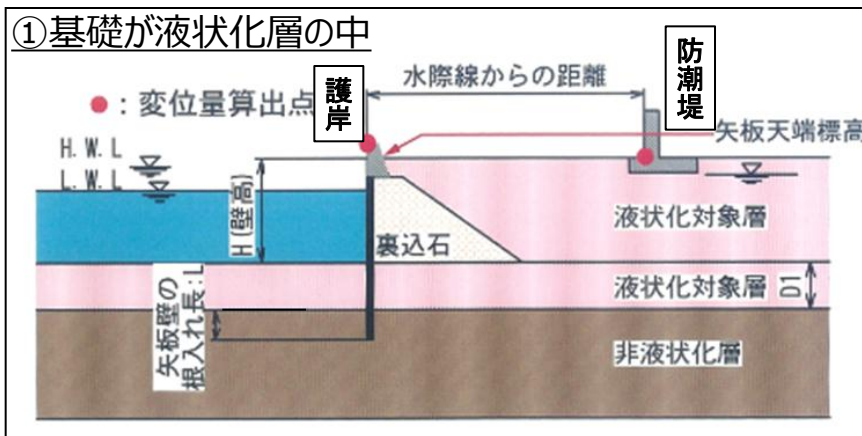 ①基礎が液状化層の中
水際線からの距離
護岸
防潮堤
●：変位量算出点
矢板天端標高
H.W.L
L.W.L
H(壁高)
裏込石
液状化対象層
液状化対象層
D1
矢板壁の
根入れ長:L
非液状化層